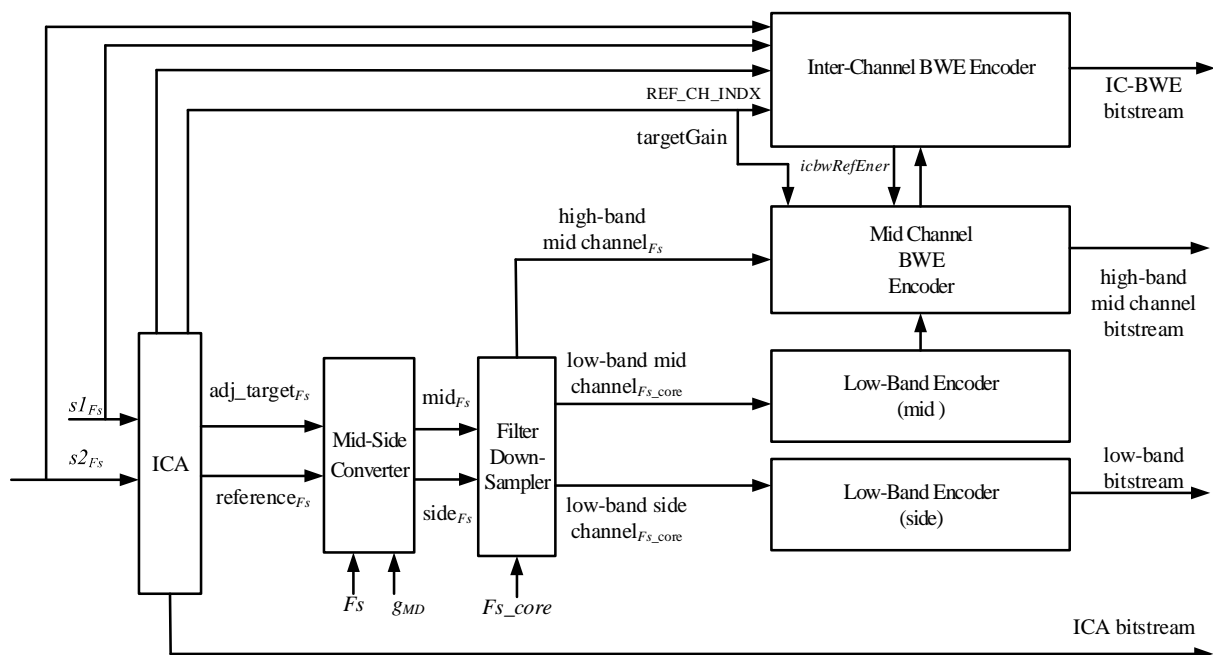 Inter-Channel BWE Encoder
IC-BWE
bitstream
REF_CH_INDX
targetGain
icbwRefEner
high-band
mid channelFs
Mid Channel
BWE
Encoder
high-band
mid channel
bitstream
s1Fs
s2Fs
ICA
adj_targetFs
referenceFs
Mid-Side
Converter
midFs
sideFs
Filter
Down-
Sampler
low-band mid
channelFs_core
low-band side
channelFs_core
Low-Band Encoder
(mid )
Low-Band Encoder
(side)
low-band
bitstream
Fs
gMD
Fs_core
ICA bitstream